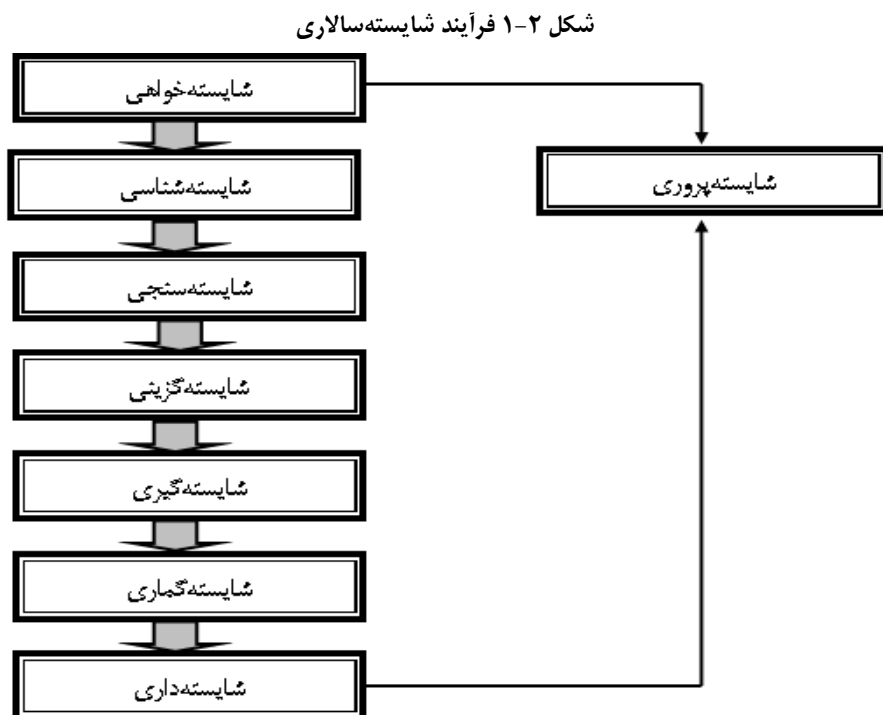 شکل ۲-۱ فرآیند شایسته‌سالاری
شایسته‌خواهی
شایسته‌پروری
شایسته‌شناسی
شایسته‌سنجی
شایسته‌گزینی
شایسته‌گیری
شایسته‌گماری
شایسته‌داری